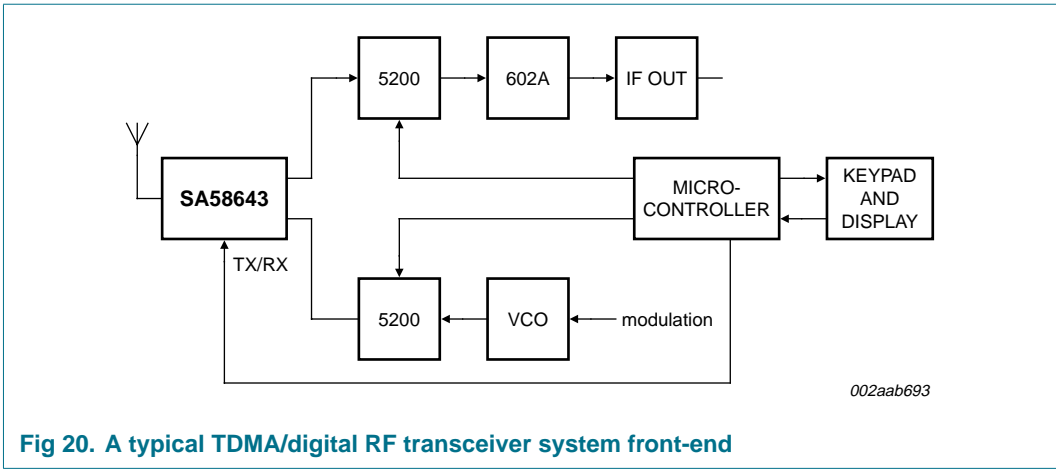 5200
602A
IF OUT
SA58643
MICRO-
CONTROLLER
KEYPAD
AND
DISPLAY
TX/RX
5200
VCO
modulation
002aab693
Fig 20. A typical TDMA/digital RF transceiver system front-end